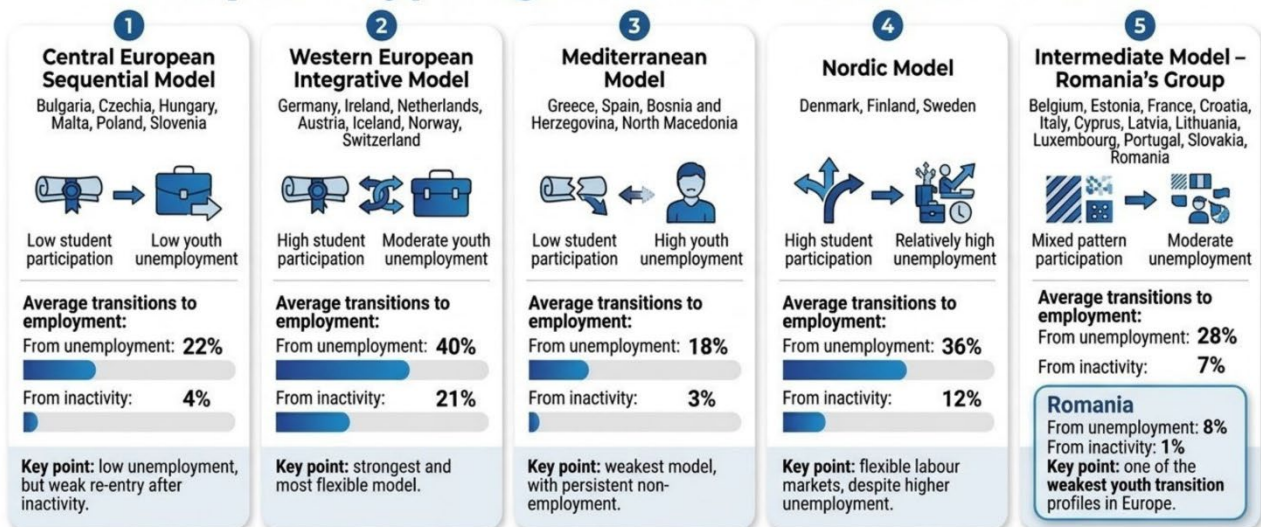 1
Central European
Sequential Model
Bulgaria, Czechia, Hungary,
Malta, Poland, Slovenia
Low student
participation
Low youth
unemployment
Average transitions to
employment:
From unemployment: 22%
From inactivity: 4%
Key point: low unemployment,
but weak re-entry after
inactivity.
2
Western European
Integrative Model
Germany, Ireland, Netherlands,
Austria, Iceland, Norway,
Switzerland
High student
participation
Moderate youth
unemployment
Average transitions to
employment:
From unemployment: 40%
From inactivity: 21%
Key point: strongest and
most flexible model.
3
Mediterranean
Model
Greece, Spain, Bosnia and
Herzegovina, North Macedonia
Low student
participation
High youth
unemployment
Average transitions to
employment:
From unemployment: 18%
From inactivity: 3%
Key point: weakest model,
with persistent non-
employment.
4
Nordic Model
Denmark, Finland, Sweden
High student
participation
Relatively high
unemployment
Average transitions to
employment:
From unemployment: 36%
From inactivity: 12%
Key point: flexible labour
markets, despite higher
unemployment.
5
Intermediate Model –
Romania's Group
Belgium, Estonia, France, Croatia,
Italy, Cyprus, Latvia, Lithuania,
Luxembourg, Portugal, Slovakia,
Romania
Mixed pattern
participation
Moderate
unemployment
Average transitions to
employment:
From unemployment: 28%
From inactivity: 7%
Romania
From unemployment: 8%
From inactivity: 1%
Key point: one of the
weakest youth transition
profiles in Europe.